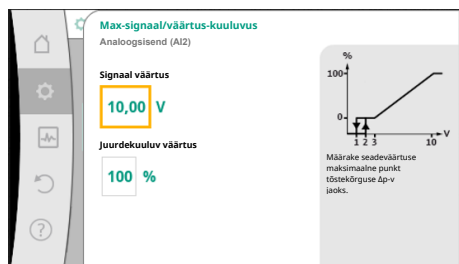 Max-signaal/väärtus-kuuluvus
Analoogsisend (AI2)
Signaal väärtus
10,00 V
Juurdekuuluv väärtus
100 %
%
100
0
1 2 3 10
V
Määrake seadeväärtuse
maksimaalne punkt
tõstekõrguse Δp-v
jaoks.
?